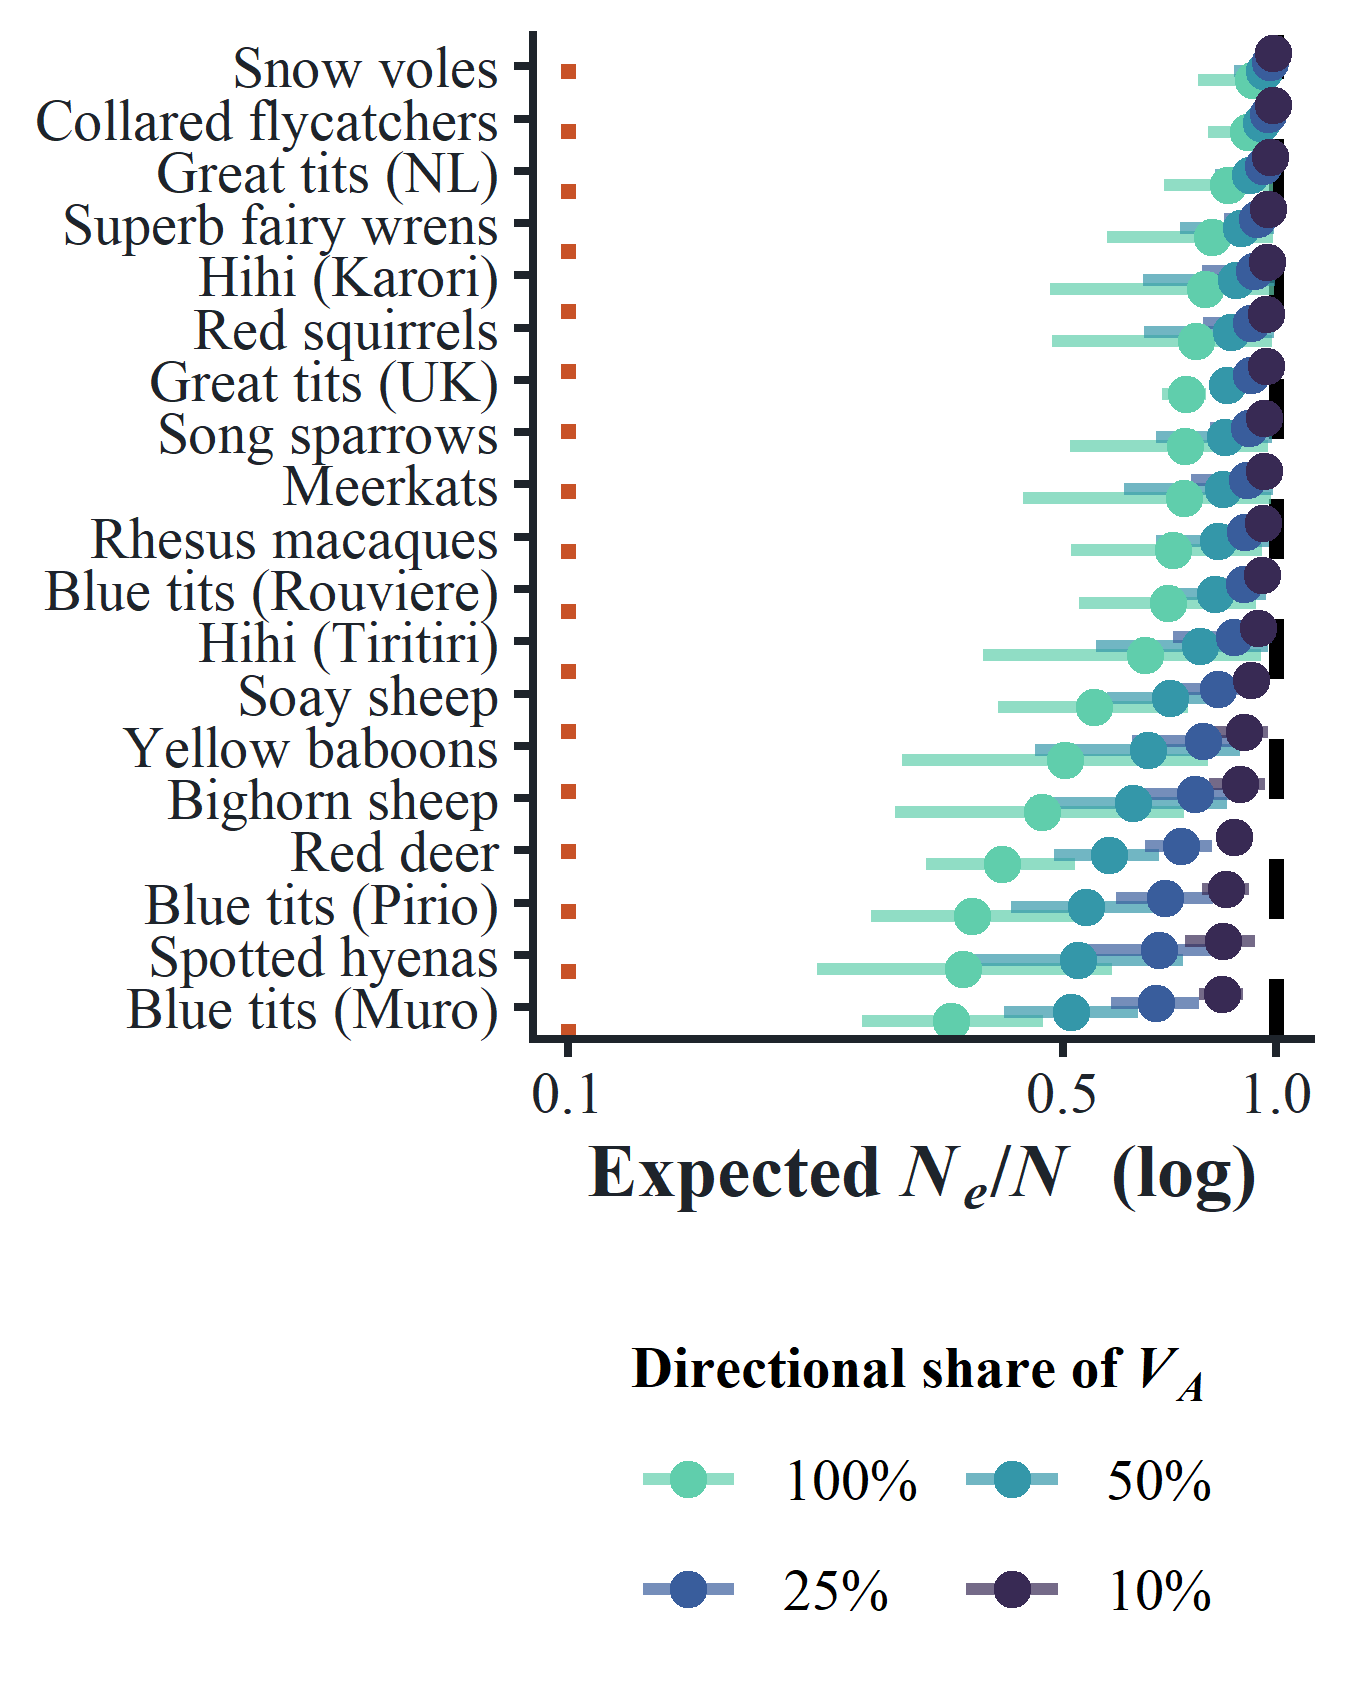 Snow voles
Collared flycatchers
Great tits (NL)
Superb fairy wrens
Hihi (Karori)
Red squirrels
Great tits (UK)
Song sparrows
Meerkats
Rhesus macaques
Blue tits (Rouviere)
Hihi (Tiritiri)
Soay sheep
Yellow baboons
Bighorn sheep
Red deer
Blue tits (Pirio)
Spotted hyenas
Blue tits (Muro)
0.1 0.5 1.0
Expected Ne/N (log)
Directional share of VA
100% 50%
25% 10%